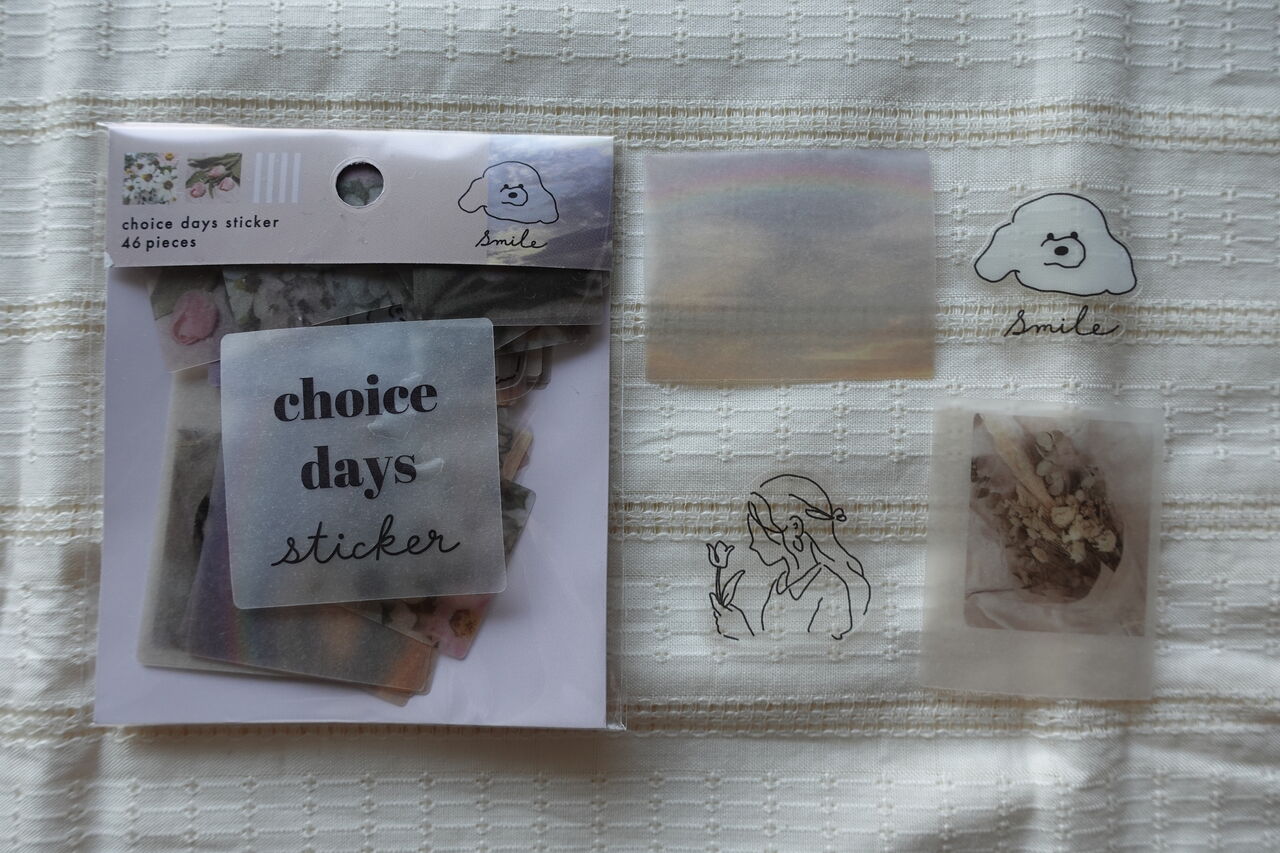 choice days sticker
46 pieces
Smile
choice
days
sticker
Smile